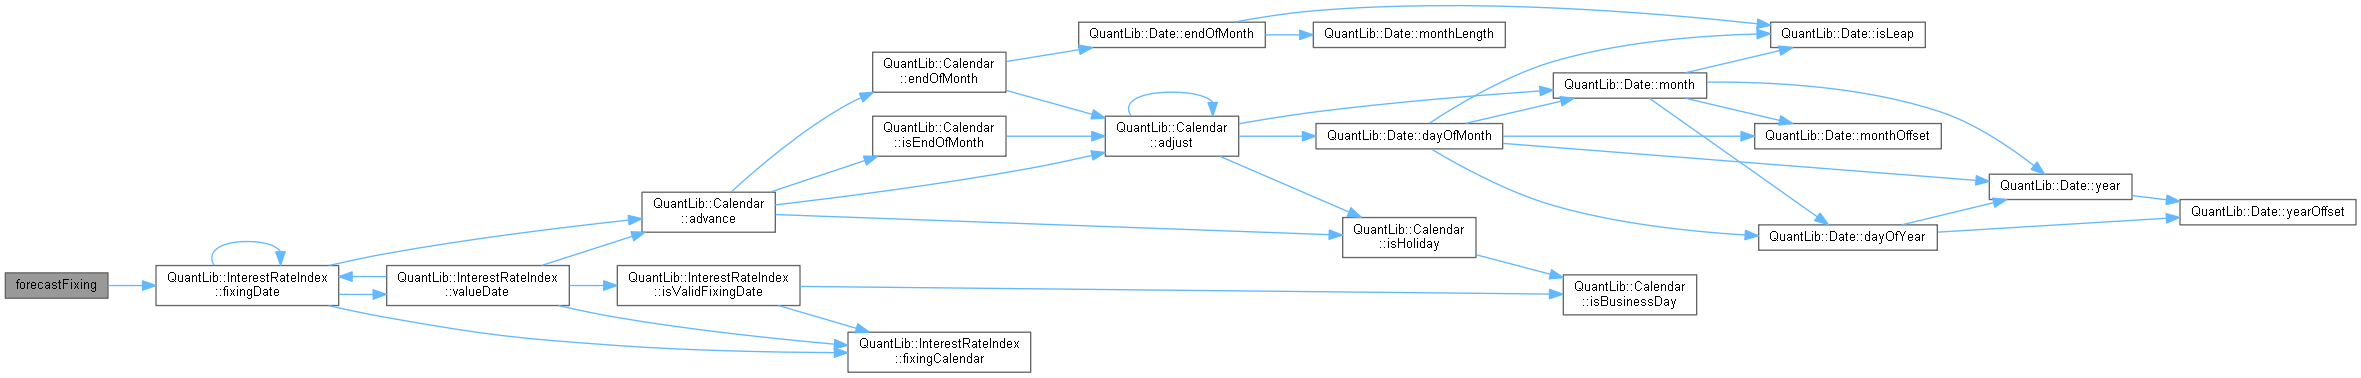 forecastFixing
QuantLib::InterestRateIndex
::fixingDate
QuantLib::InterestRateIndex
::valueDate
QuantLib::InterestRateIndex
::isValidFixingDate
QuantLib::Calendar
::advance
QuantLib::InterestRateIndex
::fixingCalendar
QuantLib::Calendar
::endOfMonth
QuantLib::Calendar
::isEndOfMonth
QuantLib::Date::endOfMonth
QuantLib::Calendar
::adjust
QuantLib::Date::monthLength
QuantLib::Date::dayOfMonth
QuantLib::Calendar
::isHoliday
QuantLib::Date::month
QuantLib::Calendar
::isBusinessDay
QuantLib::Date::isLeap
QuantLib::Date::monthOffset
QuantLib::Date::dayOfYear
QuantLib::Date::year
QuantLib::Date::yearOffset